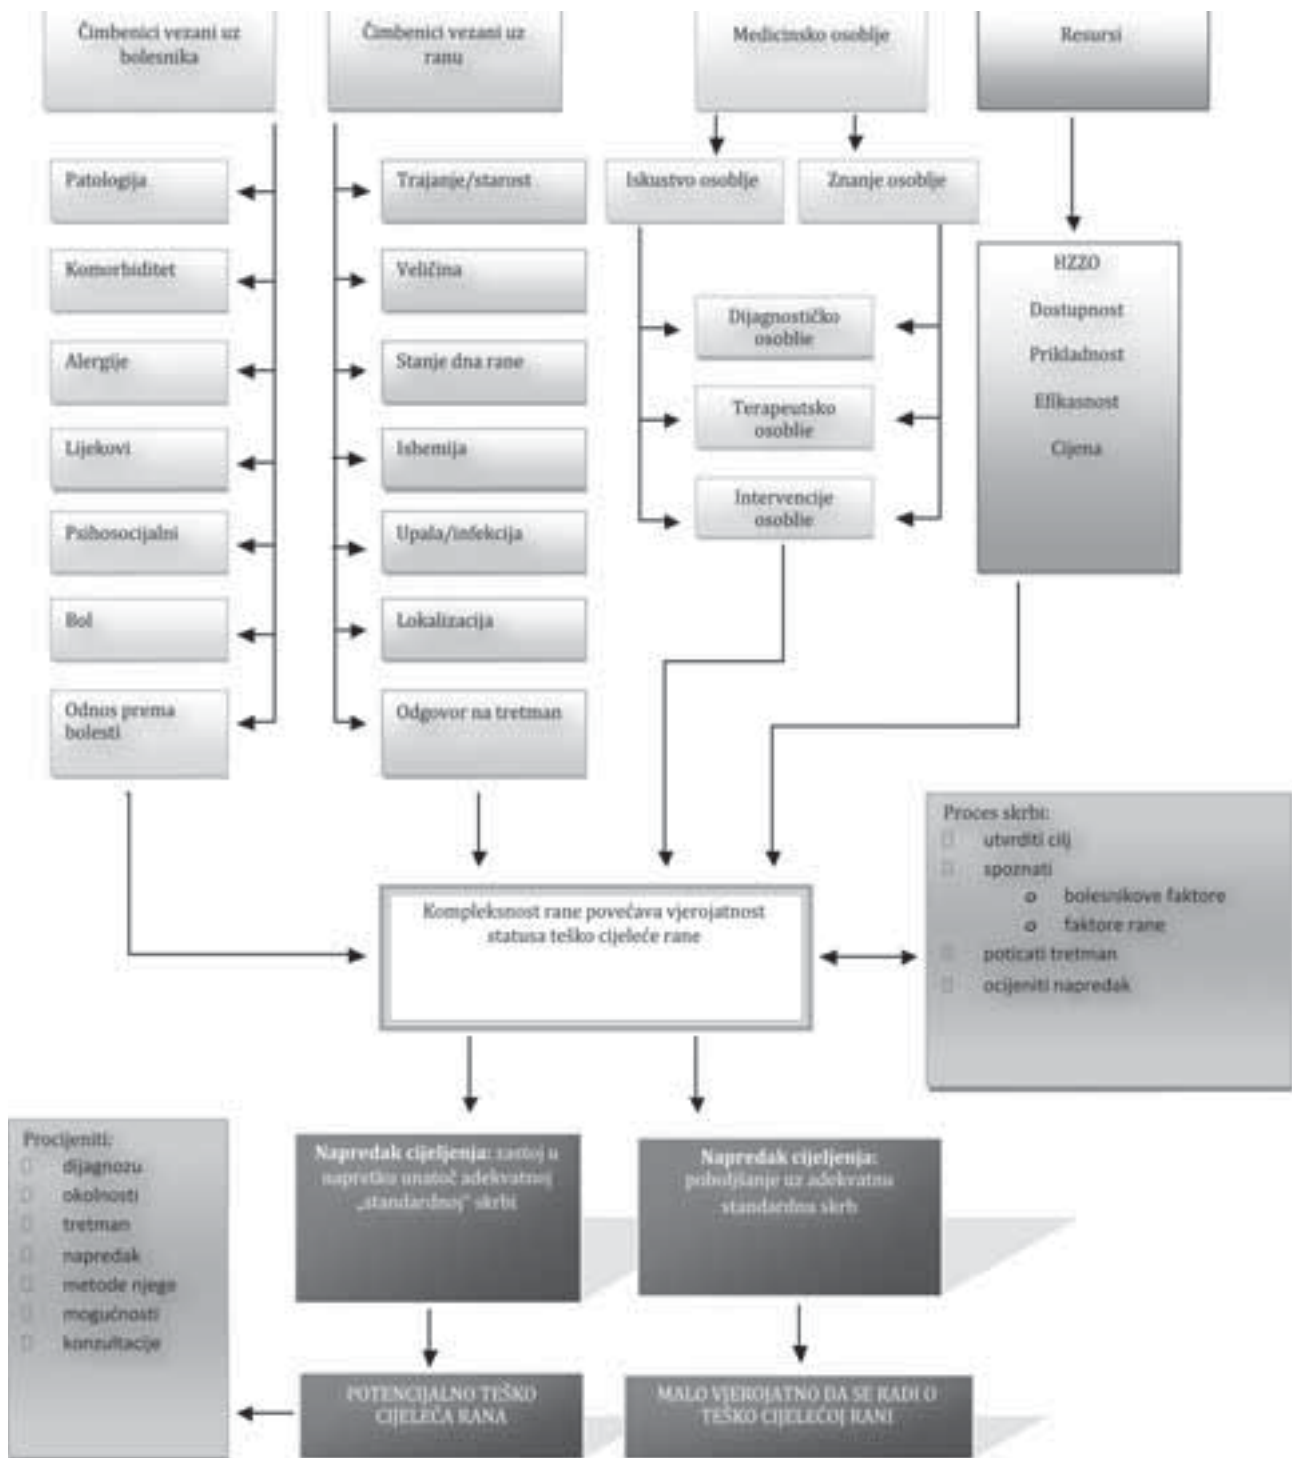 Čimbenici vezani uz
bolesnika
Čimbenici vezani uz
ranu
Medicinsko osoblje
Resursi
Patologija
Komorbiditet
Alergije
Lijekovi
Psihosocijalni
Bol
Odnos prema
bolesti
Trajanje/starost
Veličina
Stanje dna rane
Ishemija
Upala/infekcija
Lokalizacija
Odgovor na tretman
Iskustvo osoblje
Znanje osoblje
Dijagnostičko
osoblje
Terapeutsko
osoblje
Intervencije
osoblje
HZZO
Dostupnost
Prikladnost
Efikasnost
Cijena
Kompleksnost rane povećava vjerojatnost
statusa teško cijeleće rane
Proces skrbi:
utvrditi cilj
spoznati
o bolesnikove faktore
o faktore rane
poticati tretman
ocijeniti napredak
Procijeniti:
dijagnozu
okolnosti
tretman
napredak
metode njege
mogućnosti
konzultacije
Napredak cijeljenja: zastoj u
napretku unatoč adekvatnoj
„standardnoj“ skrbi
Napredak cijeljenja:
poboljšanje uz adekvatnu
standardnu skrb
POTENCIJALNO TEŠKO
CIJELEĆA RANA
MALO VJEROJATNO DA SE RADI O
TEŠKO CIJELEĆOJ RANI